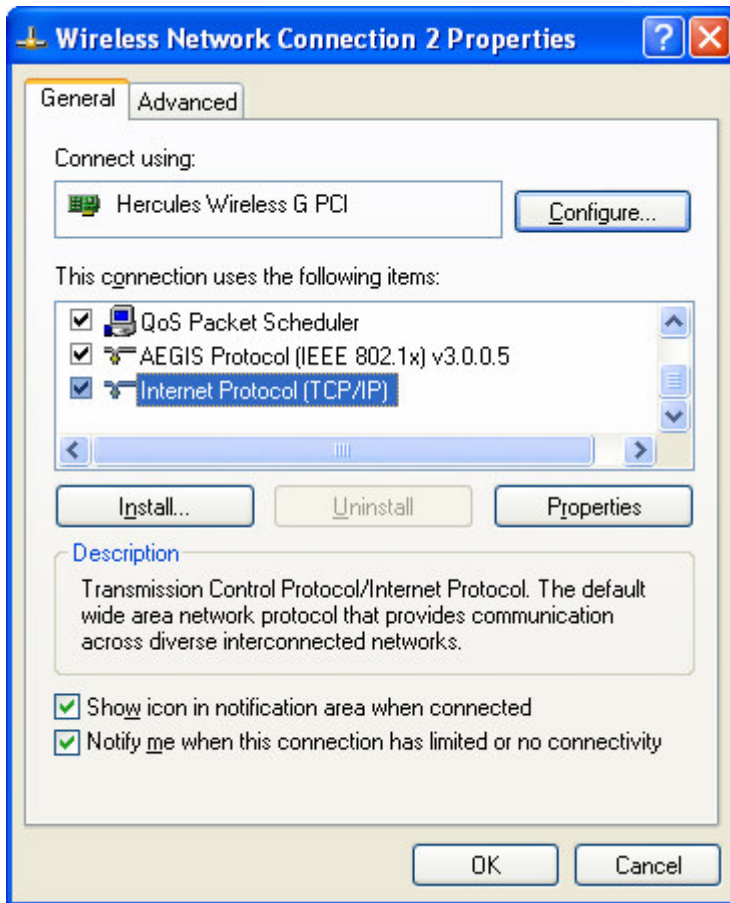 Wireless Network Connection 2 Properties
General
Advanced
Connect using:
Hercules Wireless G PCI
Configure...
This connection uses the following items:
QoS Packet Scheduler
AEGIS Protocol (IEEE 802.1x) v3.0.0.5
Internet Protocol (TCP/IP)
Install...
Uninstall
Properties
Description
Transmission Control Protocol/Internet Protocol. The default
wide area network protocol that provides communication
across diverse interconnected networks.
Show icon in notification area when connected
Notify me when this connection has limited or no connectivity
OK
Cancel